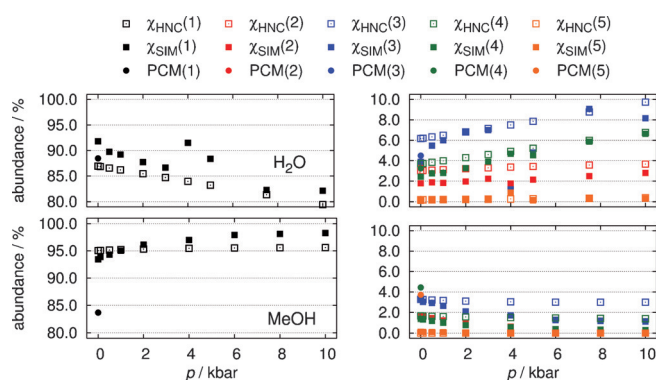 χHNC(1) χHNC(2) χHNC(3) χHNC(4) χHNC(5)
χSIM(1) χSIM(2) χSIM(3) χSIM(4) χSIM(5)
PCM(1) PCM(2) PCM(3) PCM(4) PCM(5)
abundance / %
100.0
95.0
90.0
85.0
80.0
H2O
10.0
8.0
6.0
4.0
2.0
0.0
abundance / %
100.0
95.0
90.0
85.0
80.0
MeOH
10.0
8.0
6.0
4.0
2.0
0.0
0 2 4 6 8 10
p / kbar
0 2 4 6 8 10
p / kbar